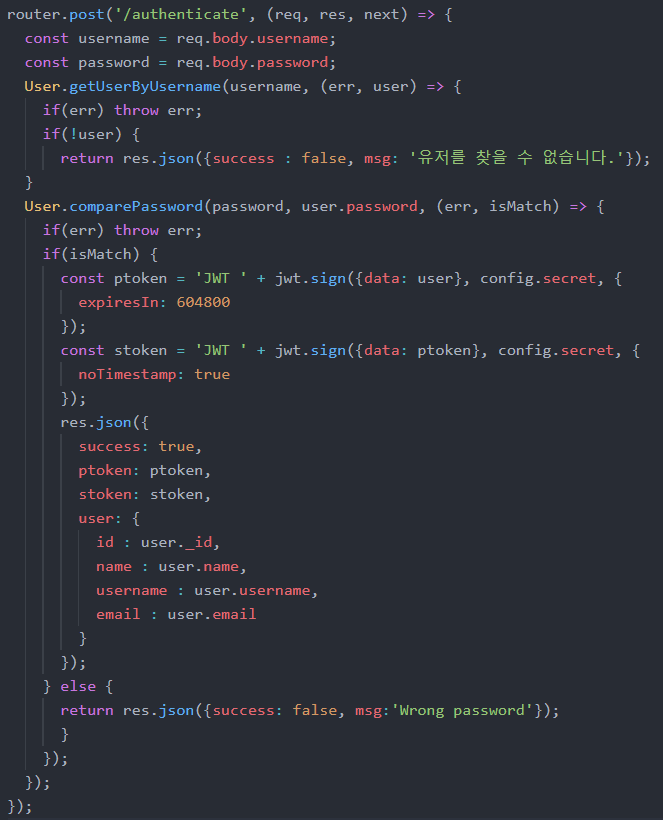 router.post('/authenticate', (req, res, next) => {
  const username = req.body.username;
  const password = req.body.password;
  User.getUserByUsername(username, (err, user) => {
    if(err) throw err;
    if(!user) {
      return res.json({success : false, msg: '유저를 찾을 수 없습니다.'});
  }
  User.comparePassword(password, user.password, (err, isMatch) => {
    if(err) throw err;
    if(isMatch) {
      const ptoken = 'JWT ' + jwt.sign({data: user}, config.secret, {
        expiresIn: 604800
      });
      const stoken = 'JWT ' + jwt.sign({data: ptoken}, config.secret, {
        noTimestamp: true
      });
      res.json({
        success: true,
        ptoken: ptoken,
        stoken: stoken,
        user: {
          id : user._id,
          name : user.name,
          username : user.username,
          email : user.email
        }
      });
    } else {
      return res.json({success: false, msg:'Wrong password'});
      }
    });
  });
});